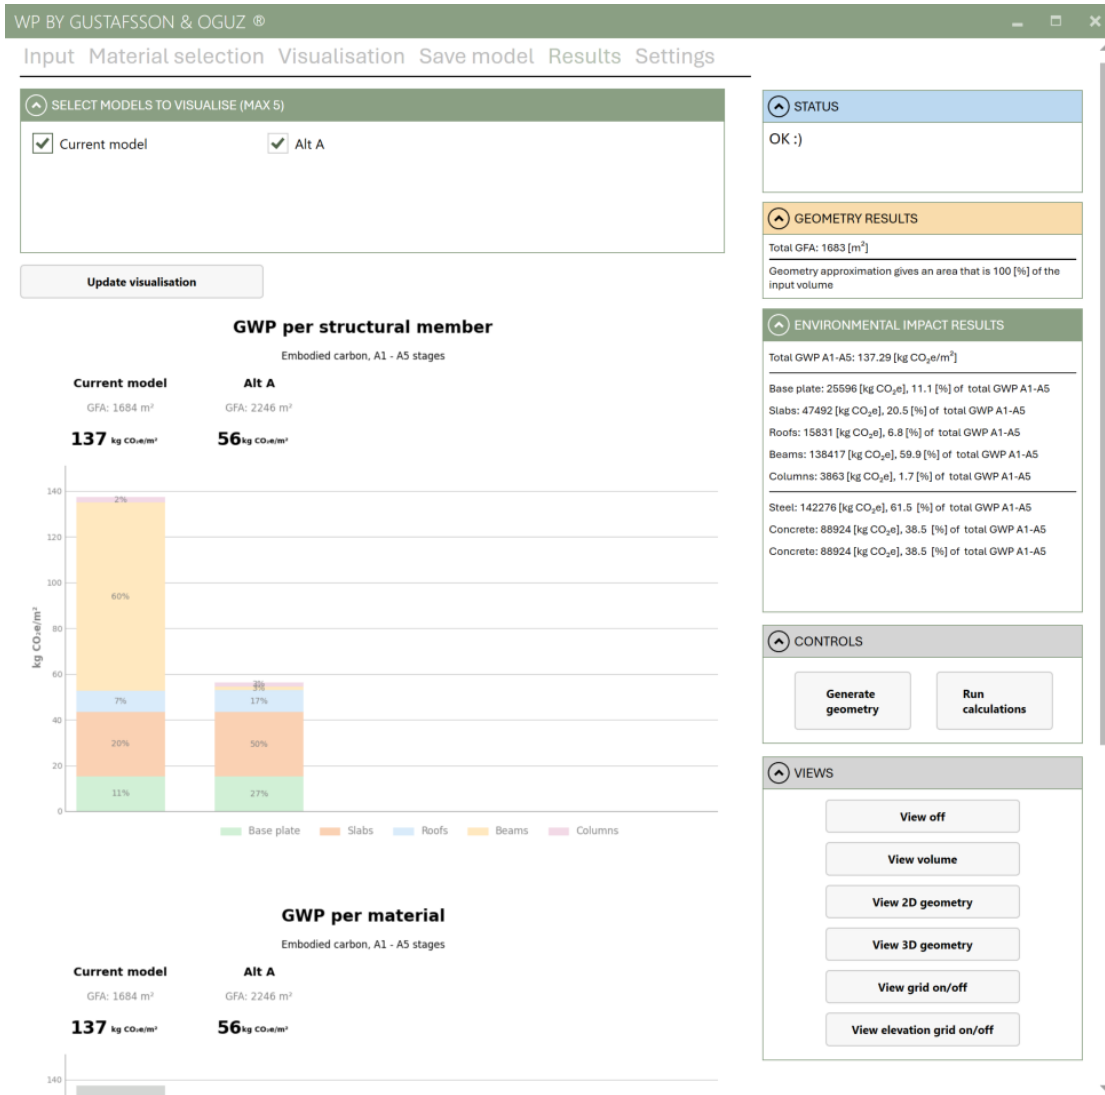 WP BY GUSTAFSSON & OGUZ ®
Input Material selection Visualisation Save model Results Settings
SELECT MODELS TO VISUALISE (MAX 5)
Current model
Alt A
Update visualisation
GWP per structural member
Embodied carbon, A1 - A5 stages
Current model Alt A
GFA: 1684 m² GFA: 2246 m²
137 kg CO₂e/m² 56 kg CO₂e/m²
kg CO₂e/m²
140
120
100
80
60
40
20
0
2%
60%
7%
20%
11%
3%
17%
50%
27%
Base plate Slabs Roofs Beams Columns
GWP per material
Embodied carbon, A1 - A5 stages
Current model Alt A
GFA: 1684 m² GFA: 2246 m²
137 kg CO₂e/m² 56 kg CO₂e/m²
140
STATUS
OK :)
GEOMETRY RESULTS
Total GFA: 1683 [m²]
Geometry approximation gives an area that is 100 [%] of the
input volume
ENVIRONMENTAL IMPACT RESULTS
Total GWP A1-A5: 137.29 [kg CO₂e/m²]
Base plate: 25596 [kg CO₂e], 11.1 [%] of total GWP A1-A5
Slabs: 47492 [kg CO₂e], 20.5 [%] of total GWP A1-A5
Roofs: 15831 [kg CO₂e], 6.8 [%] of total GWP A1-A5
Beams: 138417 [kg CO₂e], 59.9 [%] of total GWP A1-A5
Columns: 3863 [kg CO₂e], 1.7 [%] of total GWP A1-A5
Steel: 142276 [kg CO₂e], 61.5 [%] of total GWP A1-A5
Concrete: 88924 [kg CO₂e], 38.5 [%] of total GWP A1-A5
Concrete: 88924 [kg CO₂e], 38.5 [%] of total GWP A1-A5
CONTROLS
Generate
geometry
Run
calculations
VIEWS
View off
View volume
View 2D geometry
View 3D geometry
View grid on/off
View elevation grid on/off